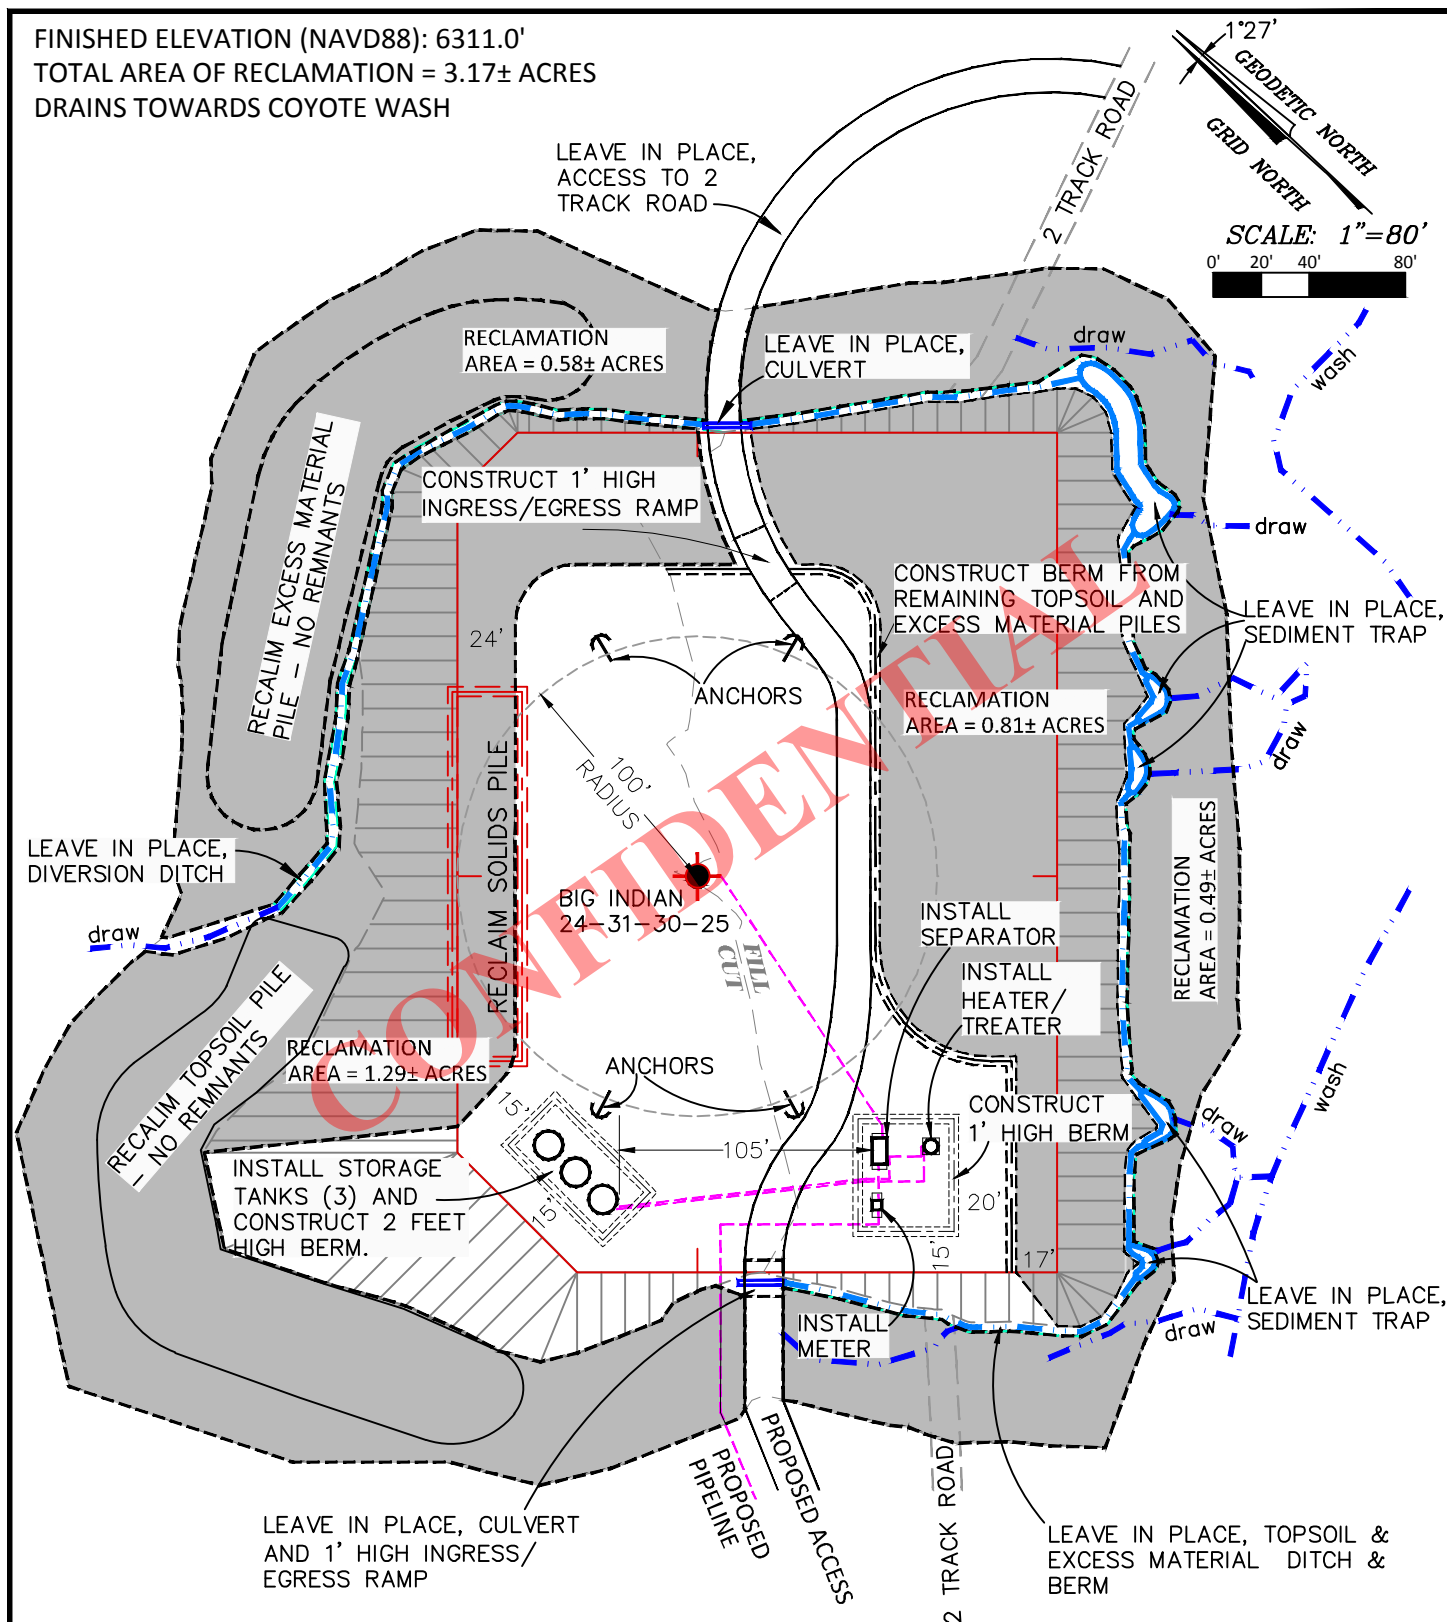 FINISHED ELEVATION (NAVD88): 6311.0'
TOTAL AREA OF RECLAMATION = 3.17± ACRES
DRAINS TOWARDS COYOTE WASH
1°27'
GEODETIC NORTH
GRID NORTH
SCALE: 1"=80'
0' 20' 40' 80'
LEAVE IN PLACE,
ACCESS TO 2
TRACK ROAD
2 TRACK ROAD
RECLAMATION
AREA = 0.58± ACRES
LEAVE IN PLACE,
CULVERT
draw
wash
RECALIM EXCESS MATERIAL
PILE – NO REMNANTS
CONSTRUCT 1' HIGH
INGRESS/EGRESS RAMP
draw
CONSTRUCT BERM FROM
REMAINING TOPSOIL AND
EXCESS MATERIAL PILES
LEAVE IN PLACE,
SEDIMENT TRAP
24'
ANCHORS
RECLAMATION
AREA = 0.81± ACRES
draw
100'
RADIUS
RECLAIM SOLIDS PILE
LEAVE IN PLACE,
DIVERSION DITCH
BIG INDIAN
24–31–30–25
RECLAMATION
AREA = 0.49± ACRES
INSTALL
SEPARATOR
draw
FILL
CUT
INSTALL
HEATER/
TREATER
RECALIM TOPSOIL PILE
– NO REMNANTS
RECLAMATION
AREA = 1.29± ACRES
ANCHORS
wash
15'
CONSTRUCT
1' HIGH BERM
draw
105'
INSTALL STORAGE
TANKS (3) AND
CONSTRUCT 2 FEET
HIGH BERM.
15'
20'
15'
17'
LEAVE IN PLACE,
SEDIMENT TRAP
draw
INSTALL
METER
PROPOSED
PIPELINE
PROPOSED ACCESS
2 TRACK ROAD
LEAVE IN PLACE, CULVERT
AND 1' HIGH INGRESS/
EGRESS RAMP
LEAVE IN PLACE, TOPSOIL &
EXCESS MATERIAL DITCH &
BERM
CONFIDENTIAL